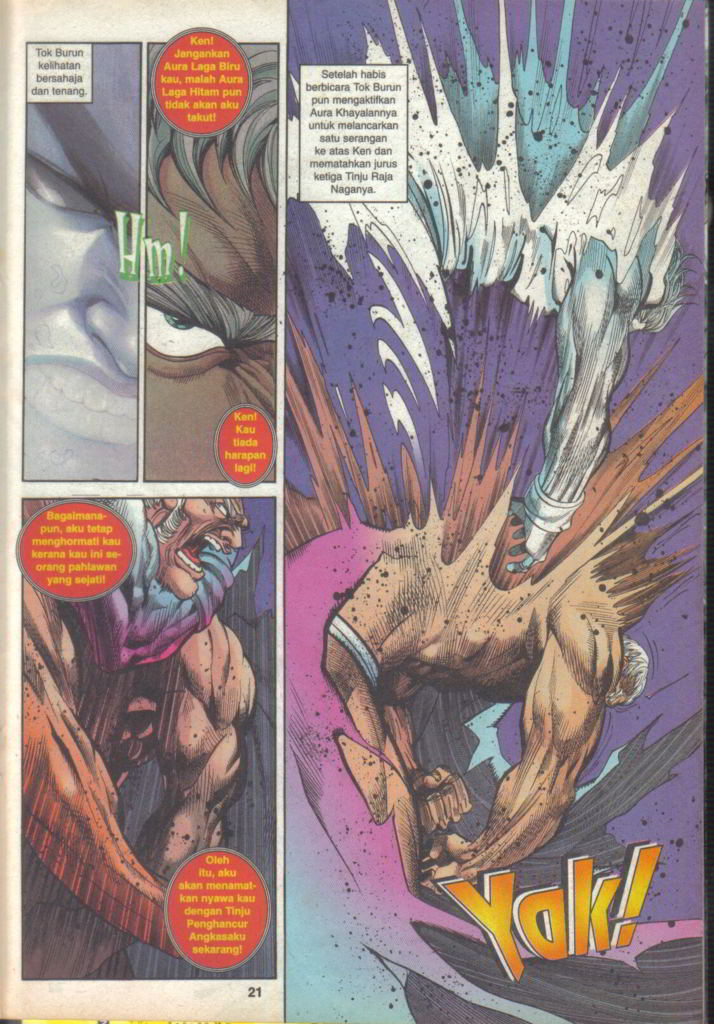 Tok Burun
kelihatan
bersahaja
dan tenang.
Ken!
Jangankan
Aura Laga Biru
kau, malah Aura
Laga Hitam pun
tidak akan aku
takut!
Hm!
Ken!
Kau
tiada
harapan
lagi!
Bagaimana-
pun, aku tetap
menghormati kau
kerana kau ini se-
orang pahlawan
yang sejati!
Oleh
itu, aku
akan menamat-
kan nyawa kau
dengan Tinju
Penghancur
Angkasaku
sekarang!
Setelah habis
berbicara Tok Burun
pun mengaktifkan
Aura Khayalannya
untuk melancarkan
satu serangan
ke atas Ken dan
mematahkan jurus
ketiga Tinju Raja
Naganya.
Yak!
21